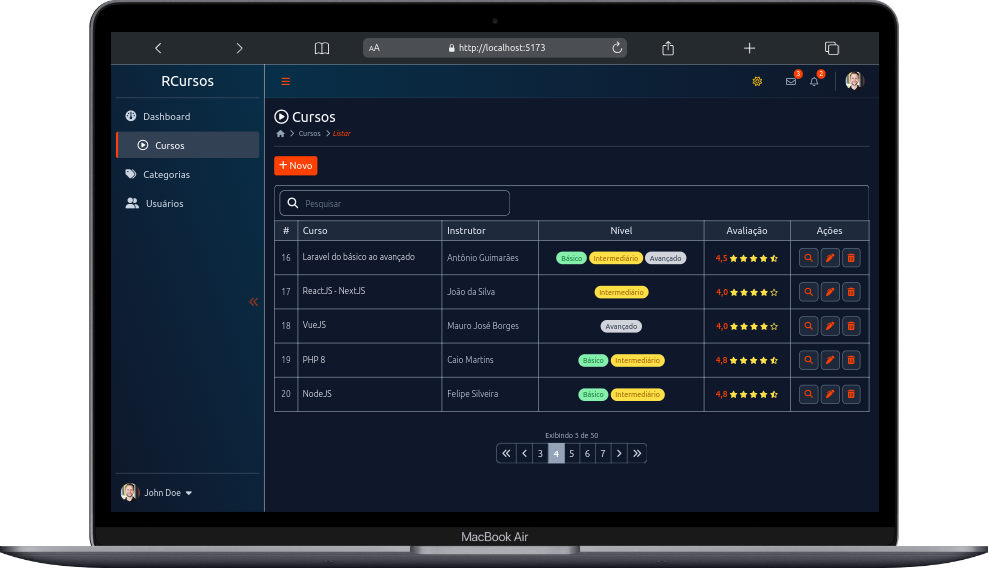 AA http://localhost:5173
RCursos
3 2
Dashboard
Cursos
Categorias
Usuários
John Doe
Cursos
Cursos Listar
+ Novo
Pesquisar
# Curso Instrutor Nível Avaliação Ações
16 Laravel do básico ao avançado Antônio Guimarães Básico Intermediário Avançado 4,5
17 ReactJS - NextJS João da Silva Intermediário 4,0
18 VueJS Mauro José Borges Avançado 4,0
19 PHP 8 Caio Martins Básico Intermediário 4,8
20 NodeJS Felipe Silveira Básico Intermediário 4,8
Exibindo 5 de 50
« < 3 4 5 6 7 > »
MacBook Air